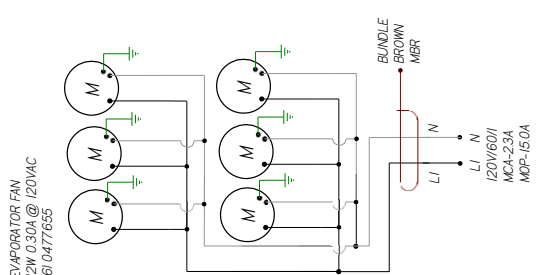 EVAPORATOR FAN
12W 0.30A @ 120VAC
(6) 0477655
M
M
M
M
M
M
BUNDLE
BROWN
MBR
N
L1
N
L1
120V/60/1
MCA-2.3A
MOP-15.0A